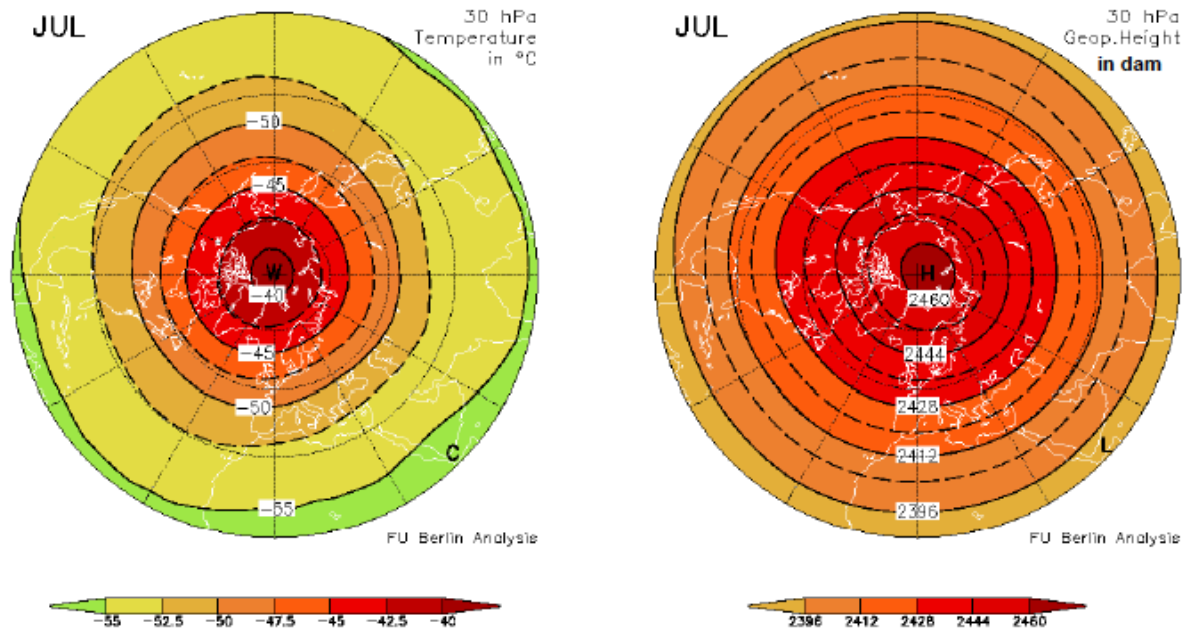 JUL
30 hPa
Temperature
in °C
-50
-45
W
-40
-45
-50
C
-55
FU Berlin Analysis
-55 -52.5 -50 -47.5 -45 -42.5 -40
JUL
30 hPa
Geop.Height
in dam
H
2460
2444
2428
L
2412
2396
FU Berlin Analysis
2396 2412 2428 2444 2460